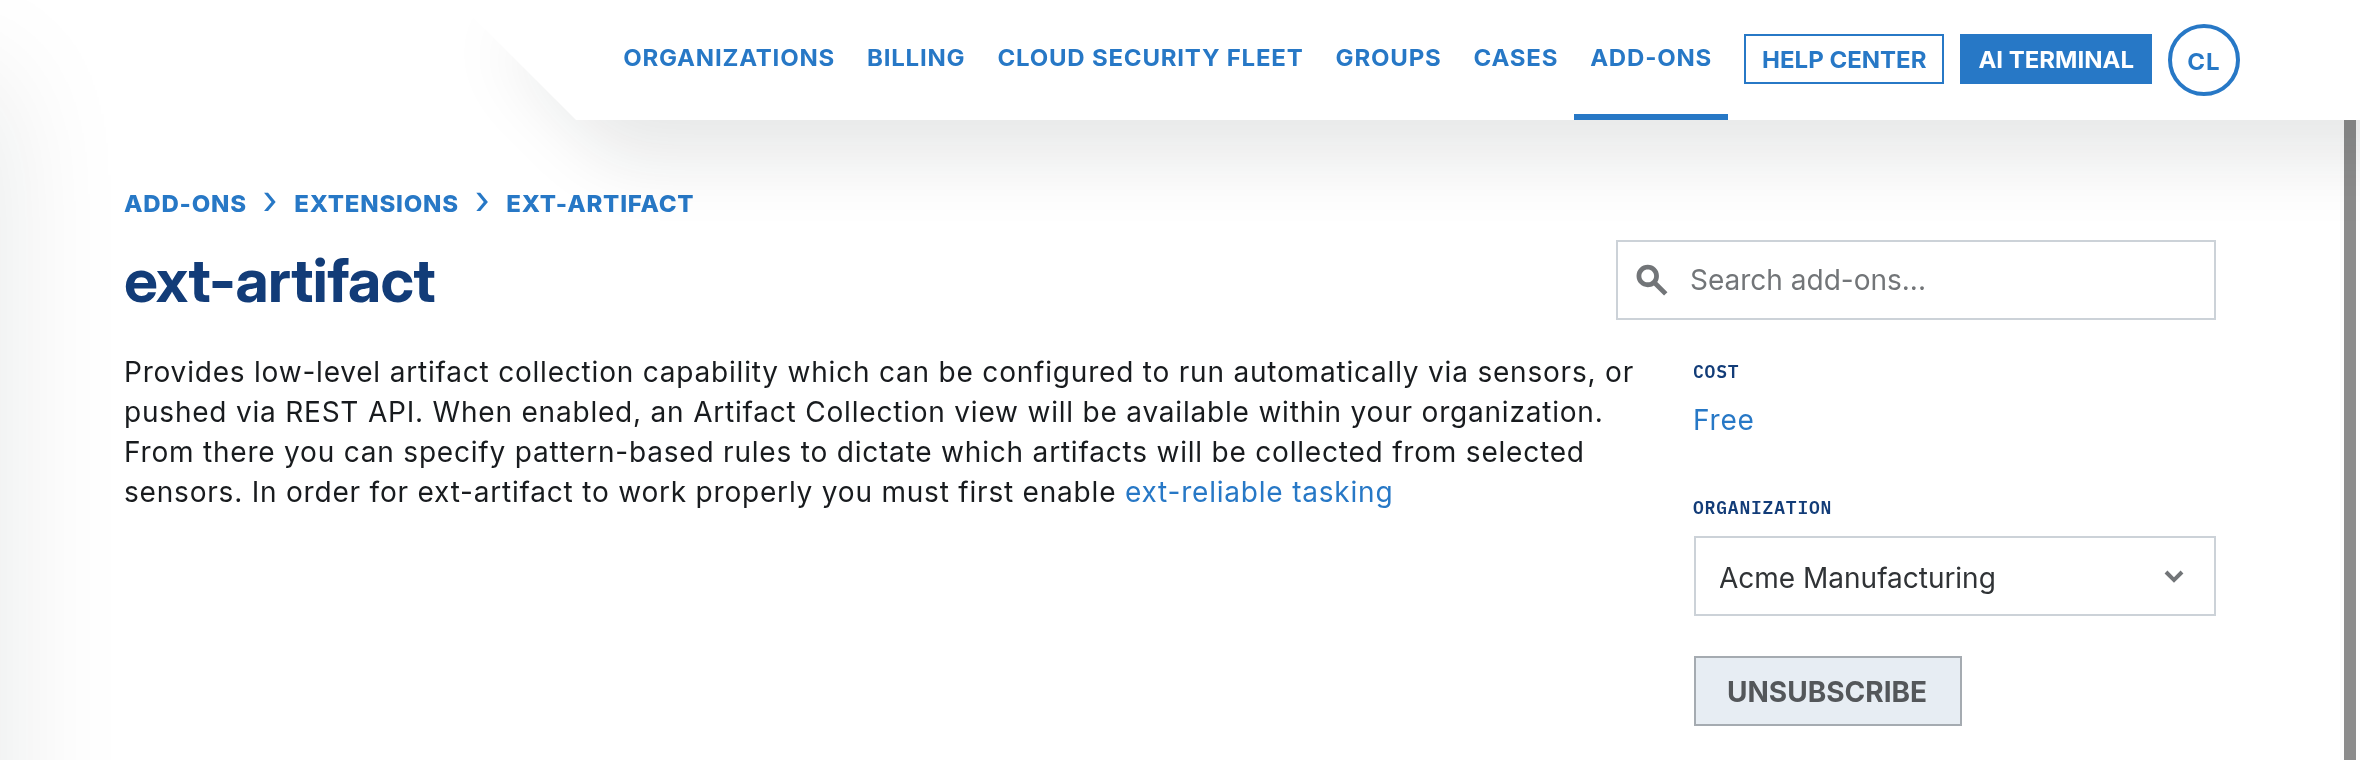 ORGANIZATIONS BILLING CLOUD SECURITY FLEET GROUPS CASES ADD-ONS HELP CENTER AI TERMINAL CL
ADD-ONS > EXTENSIONS > EXT-ARTIFACT
ext-artifact
Search add-ons...
Provides low-level artifact collection capability which can be configured to run automatically via sensors, or
pushed via REST API. When enabled, an Artifact Collection view will be available within your organization.
From there you can specify pattern-based rules to dictate which artifacts will be collected from selected
sensors. In order for ext-artifact to work properly you must first enable ext-reliable tasking
COST
Free
ORGANIZATION
Acme Manufacturing
UNSUBSCRIBE